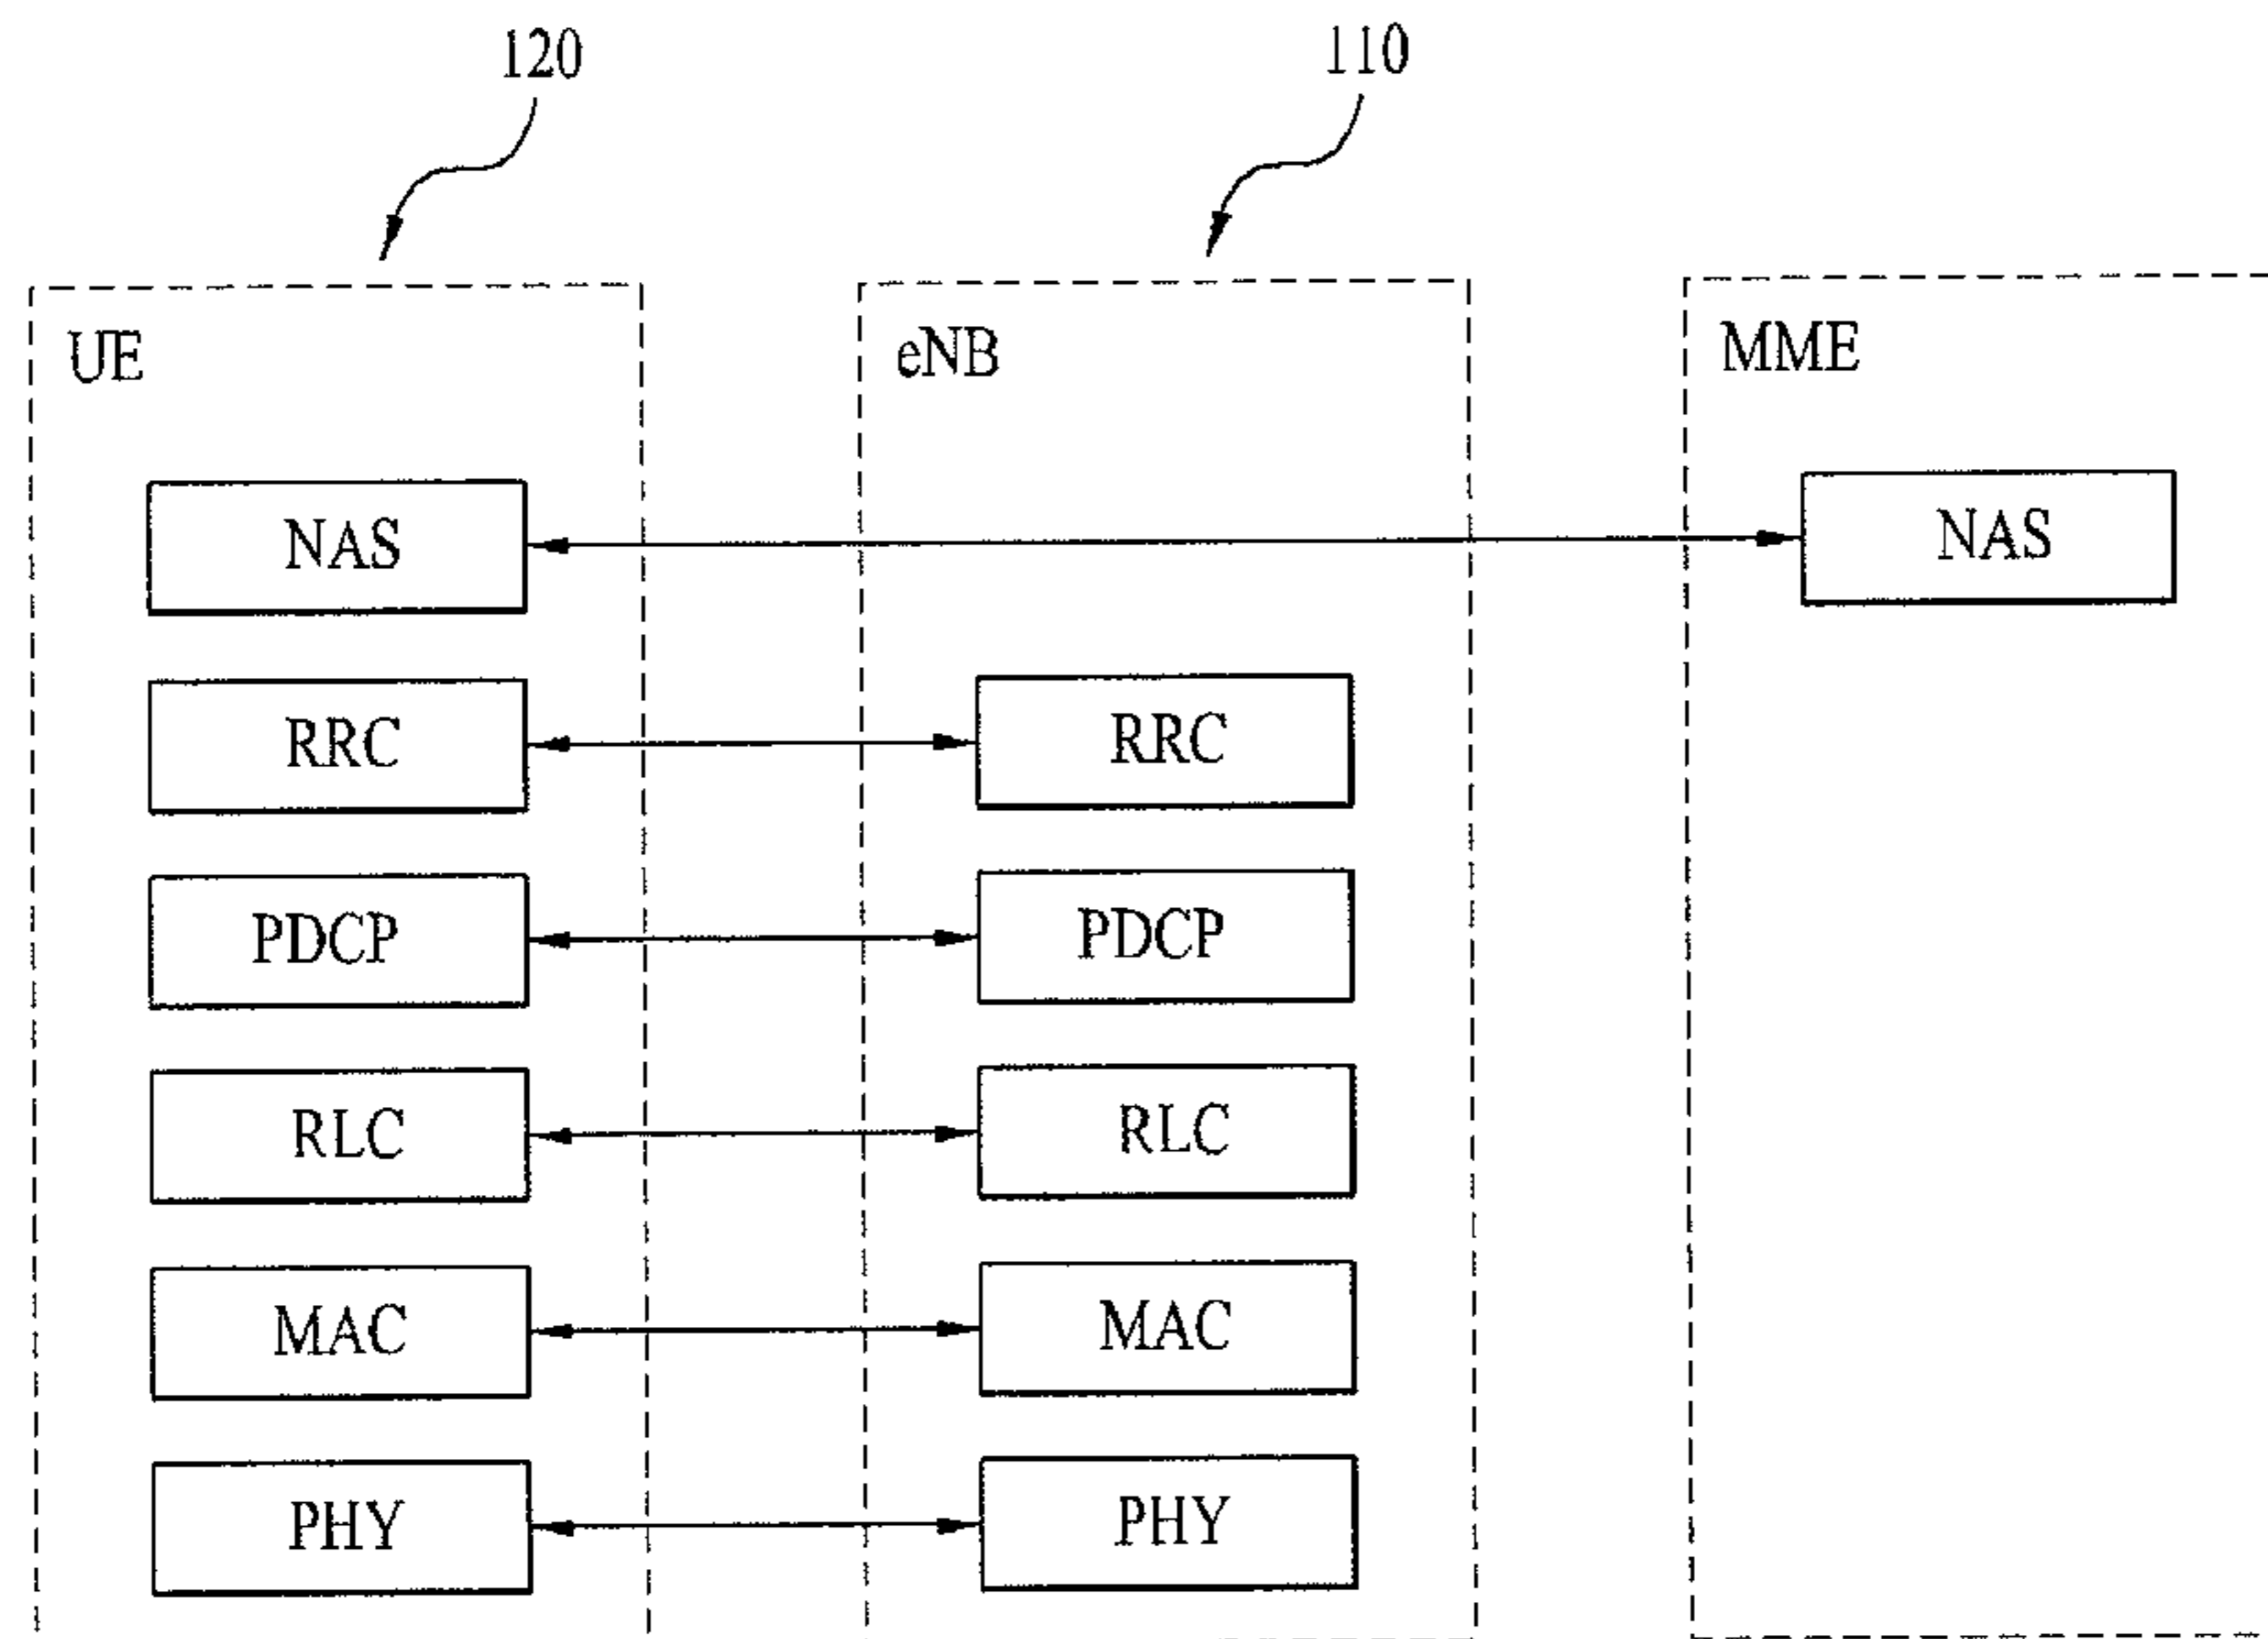 120 110
UE eNB MME
NAS NAS
RRC RRC
PDCP PDCP
RLC RLC
MAC MAC
PHY PHY